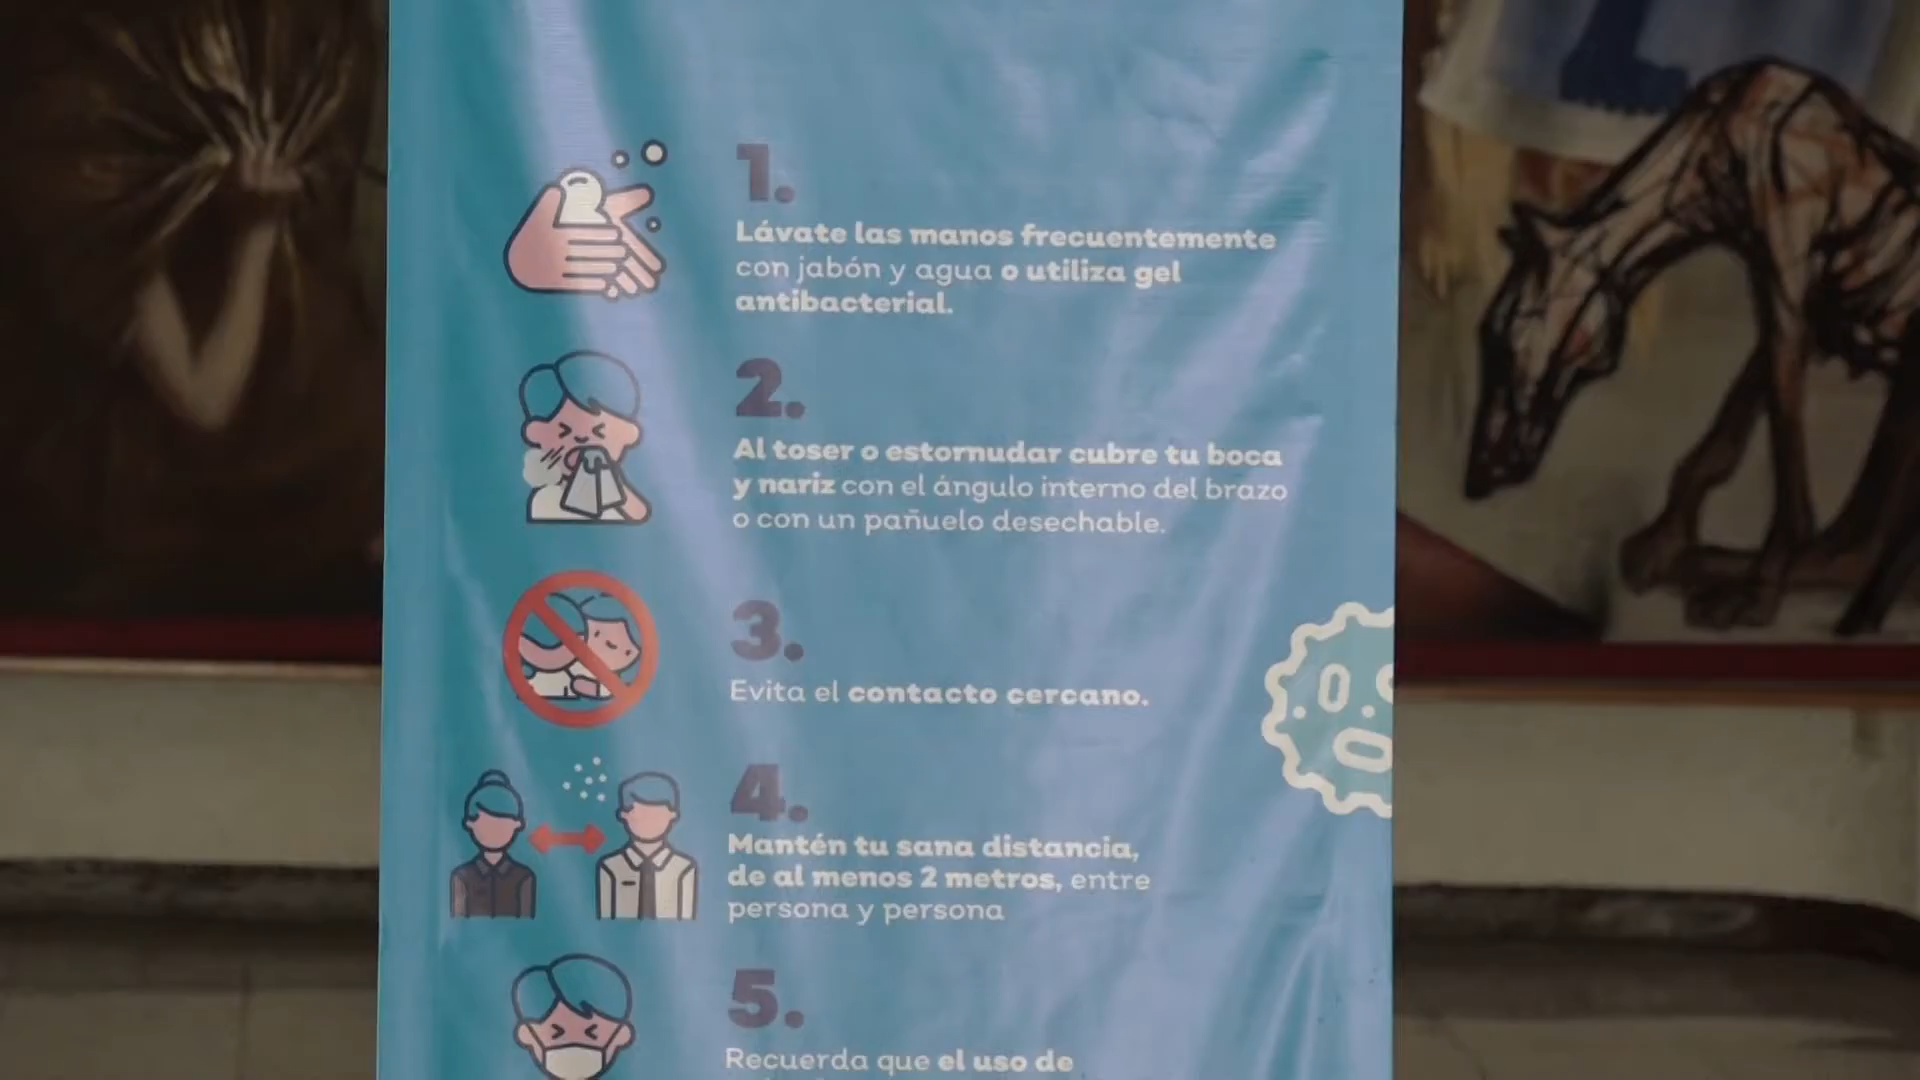 1.
Lávate las manos frecuentemente
con jabón y agua o utiliza gel
antibacterial.
2.
Al toser o estornudar cubre tu boca
y nariz con el ángulo interno del brazo
o con un pañuelo desechable.
3.
Evita el contacto cercano.
4.
Mantén tu sana distancia,
de al menos 2 metros, entre
persona y persona
5.
Recuerda que el uso de